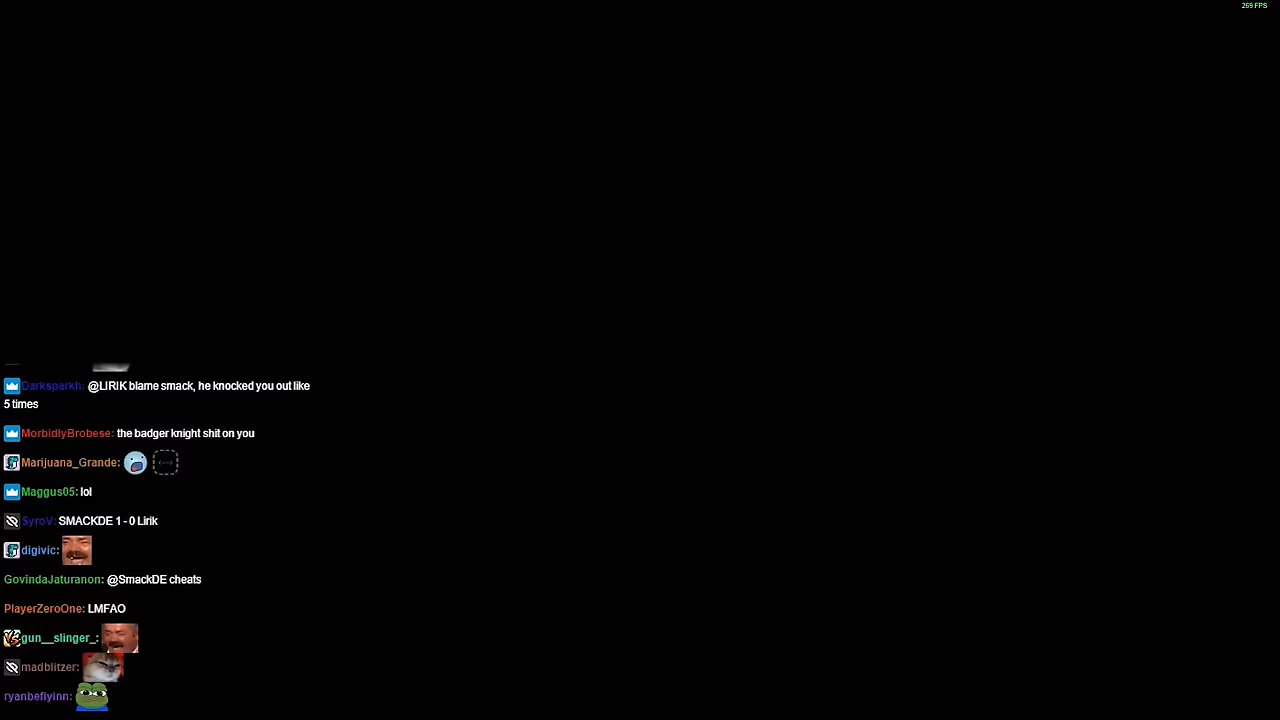 269 FPS
Darksparkh: @LIRIK blame smack, he knocked you out like
5 times
MorbidlyBrobese: the badger knight shit on you
Marijuana_Grande:
Maggus05: lol
SyroV: SMACKDE 1 - 0 Lirik
digivic:
GovindaJaturanon: @SmackDE cheats
PlayerZeroOne: LMFAO
gun__slinger_:
madblitzer:
ryanbefiyinn: